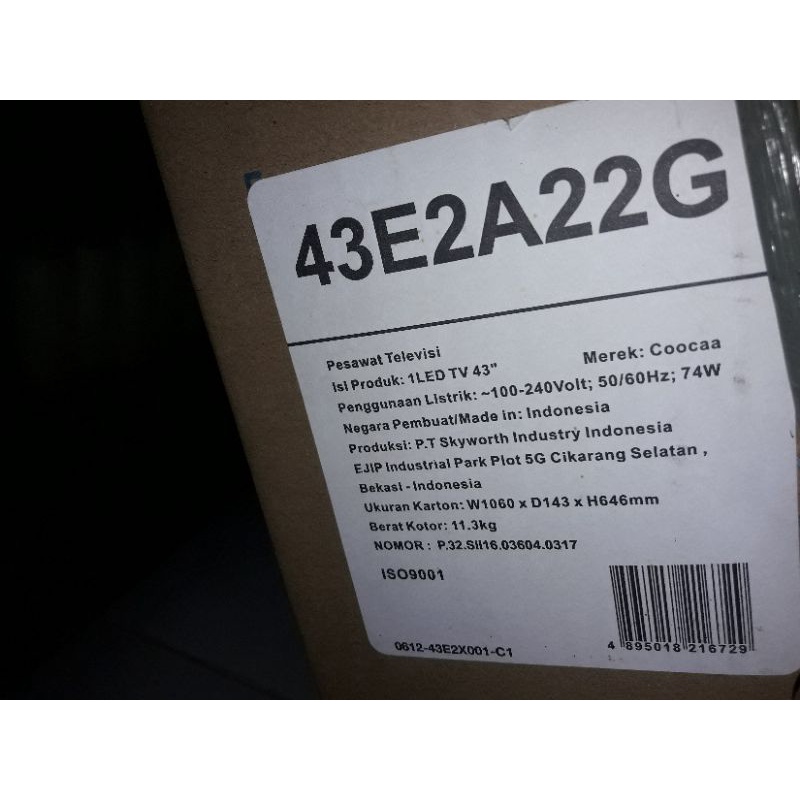 43E2A22G
Pesawat Televisi
Isi Produk: 1LED TV 43" Merek: Coocaa
Penggunaan Listrik: ~100-240Volt; 50/60Hz; 74W
Negara Pembuat/Made in: Indonesia
Produksi: P.T Skyworth Industry Indonesia
EJIP Industrial Park Plot 5G Cikarang Selatan ,
Bekasi - Indonesia
Ukuran Karton: W1060 x D143 x H646mm
Berat Kotor: 11.3kg
NOMOR : P.32.SH16.03604.0317
ISO9001
0612-43E2X001-C1
4 895018 216729